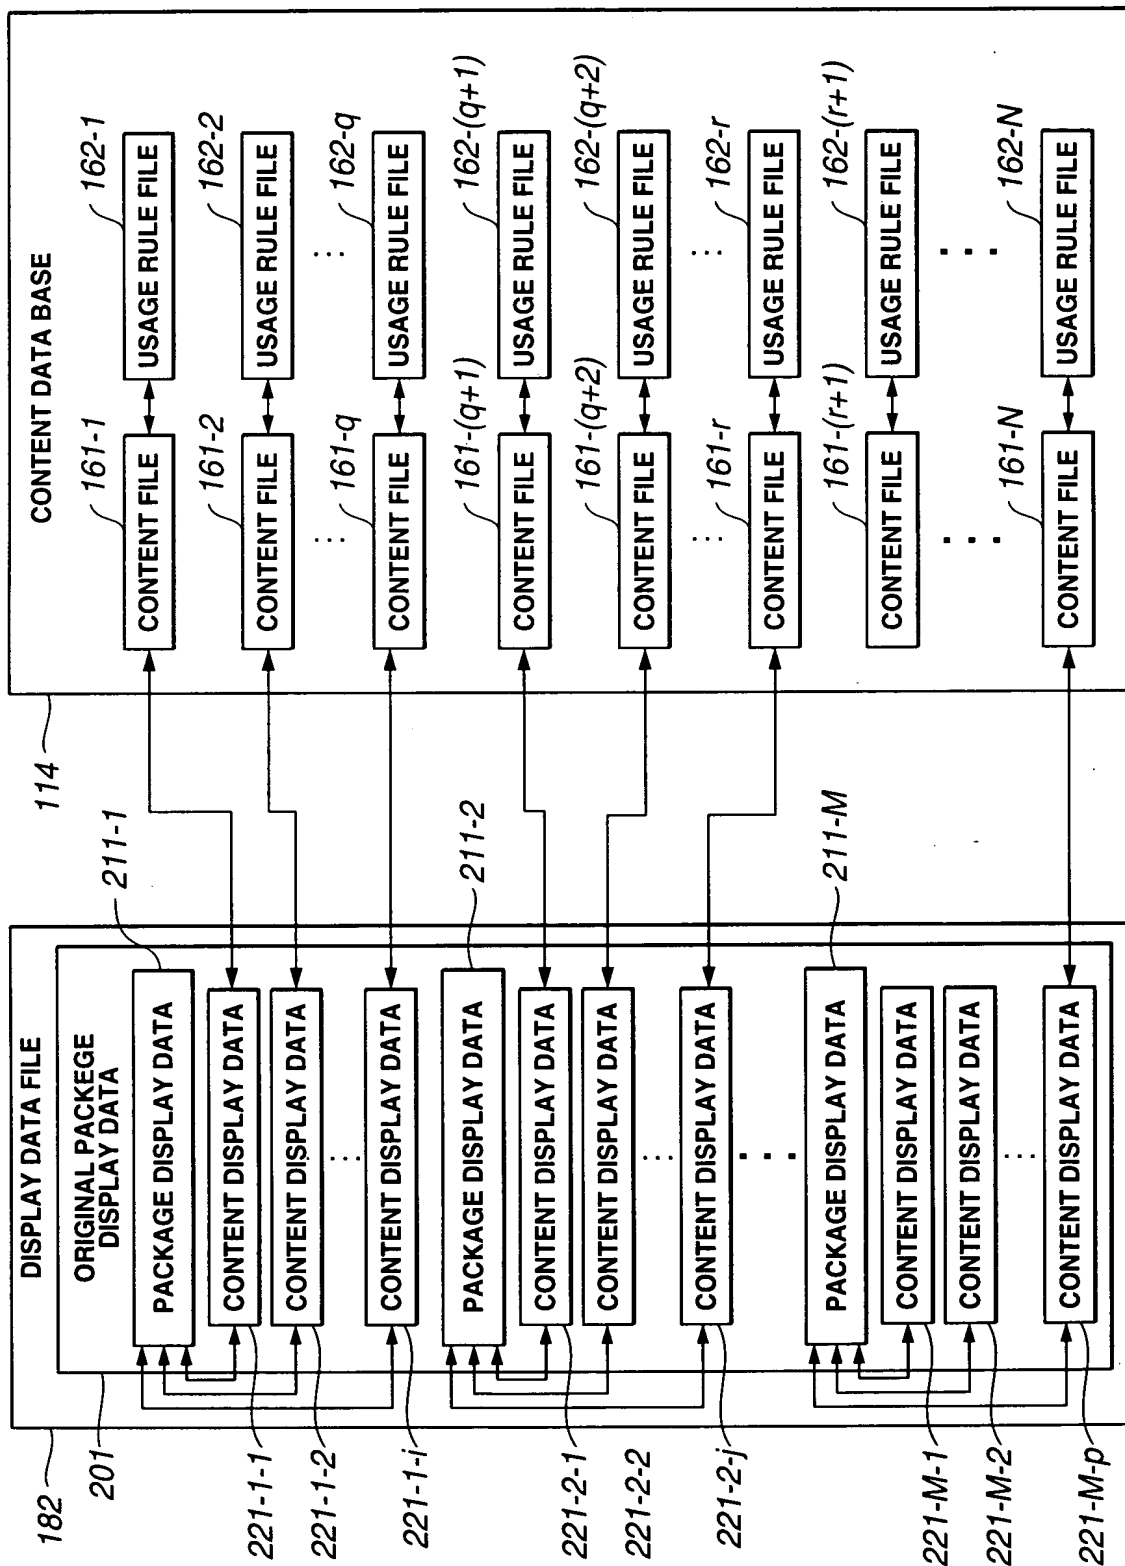 DISPLAY DATA FILE
ORIGINAL PACKEGE
DISPLAY DATA
182
201
PACKAGE DISPLAY DATA
211-1
CONTENT DISPLAY DATA
221-1-1
CONTENT DISPLAY DATA
221-1-2
...
CONTENT DISPLAY DATA
221-1-i
PACKAGE DISPLAY DATA
211-2
CONTENT DISPLAY DATA
221-2-1
CONTENT DISPLAY DATA
221-2-2
...
CONTENT DISPLAY DATA
221-2-j
...
PACKAGE DISPLAY DATA
211-M
CONTENT DISPLAY DATA
221-M-1
CONTENT DISPLAY DATA
221-M-2
...
CONTENT DISPLAY DATA
221-M-p
CONTENT DATA BASE
114
CONTENT FILE
161-1
USAGE RULE FILE
162-1
CONTENT FILE
161-2
USAGE RULE FILE
162-2
...
...
CONTENT FILE
161-q
USAGE RULE FILE
162-q
CONTENT FILE
161-(q+1)
USAGE RULE FILE
162-(q+1)
CONTENT FILE
161-(q+2)
USAGE RULE FILE
162-(q+2)
...
...
CONTENT FILE
161-r
USAGE RULE FILE
162-r
CONTENT FILE
161-(r+1)
USAGE RULE FILE
162-(r+1)
...
...
CONTENT FILE
161-N
USAGE RULE FILE
162-N